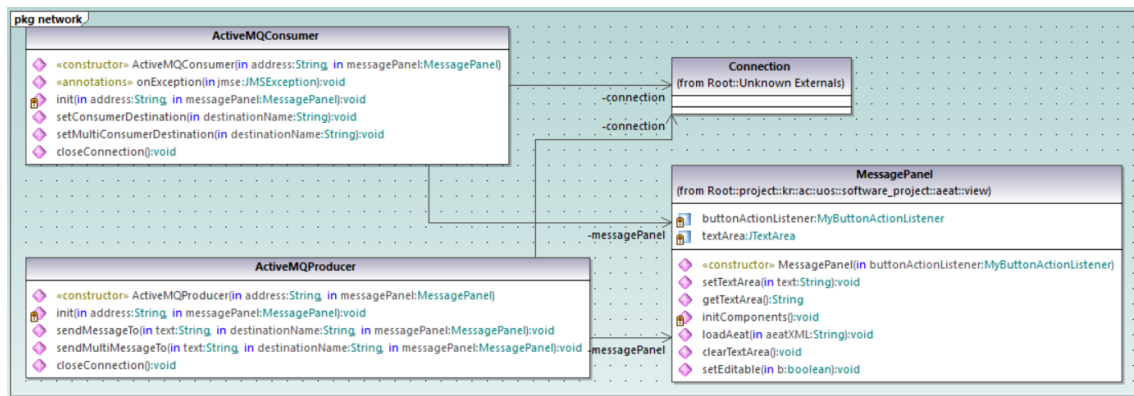 pkg network
ActiveMQConsumer
«constructor» ActiveMQConsumer(in address:String, in messagePanel:MessagePanel)
«annotations» onException(in jmse:JMSException):void
init(in address:String, in messagePanel:MessagePanel):void
setConsumerDestination(in destinationName:String):void
setMultiConsumerDestination(in destinationName:String):void
closeConnection():void
Connection
(from Root::Unknown Externals)
-connection
-connection
MessagePanel
(from Root::project::kr::ac::uos::software_project::aeat::view)
buttonActionListener:MyButtonActionListener
textArea:JTextArea
«constructor» MessagePanel(in buttonActionListener:MyButtonActionListener)
setTextArea(in text:String):void
getTextArea():String
initComponents():void
loadAeat(in aeatXML:String):void
clearTextArea():void
setEditable(in b:boolean):void
-messagePanel
ActiveMQProducer
«constructor» ActiveMQProducer(in address:String, in messagePanel:MessagePanel)
init(in address:String, in messagePanel:MessagePanel):void
sendMessageTo(in text:String, in destinationName:String, in messagePanel:MessagePanel):void
sendMultiMessageTo(in text:String, in destinationName:String, in messagePanel:MessagePanel):void
closeConnection():void
-messagePanel